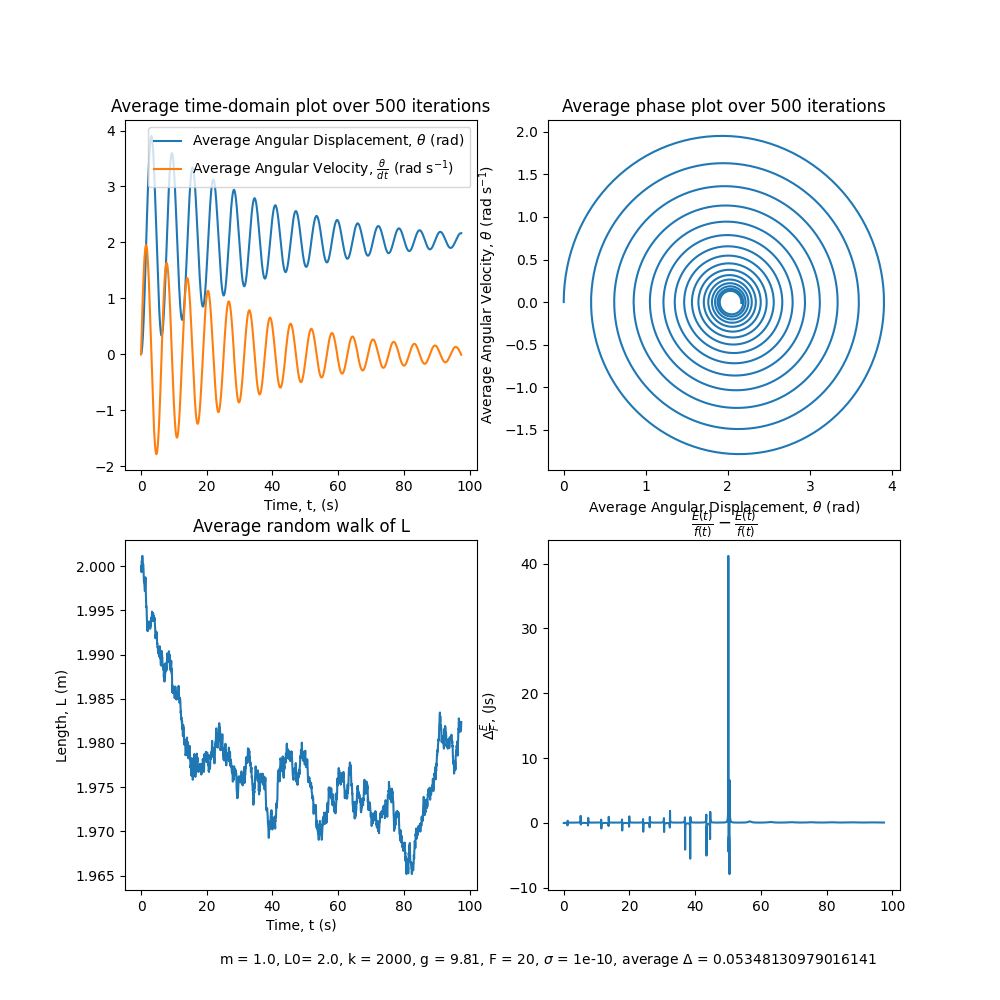 Average time-domain plot over 500 iterations
4
3
2
1
0
−1
−2
Average Angular Displacement, θ (rad)
Average Angular Velocity, θ/dt (rad s⁻¹)
0 20 40 60 80 100
Time, t, (s)
Average phase plot over 500 iterations
Average Angular Velocity, θ (rad s⁻¹)
2.0
1.5
1.0
0.5
0.0
−0.5
−1.0
−1.5
0 1 2 3 4
Average Angular Displacement, θ (rad)
Average random walk of L
Length, L (m)
2.000
1.995
1.990
1.985
1.980
1.975
1.970
1.965
0 20 40 60 80 100
Time, t (s)
E(t)/f(t) − E(t)/f(t)
Δ E/F, (Js)
40
30
20
10
0
−10
0 20 40 60 80 100
m = 1.0, L0= 2.0, k = 2000, g = 9.81, F = 20, σ = 1e-10, average Δ = 0.05348130979016141